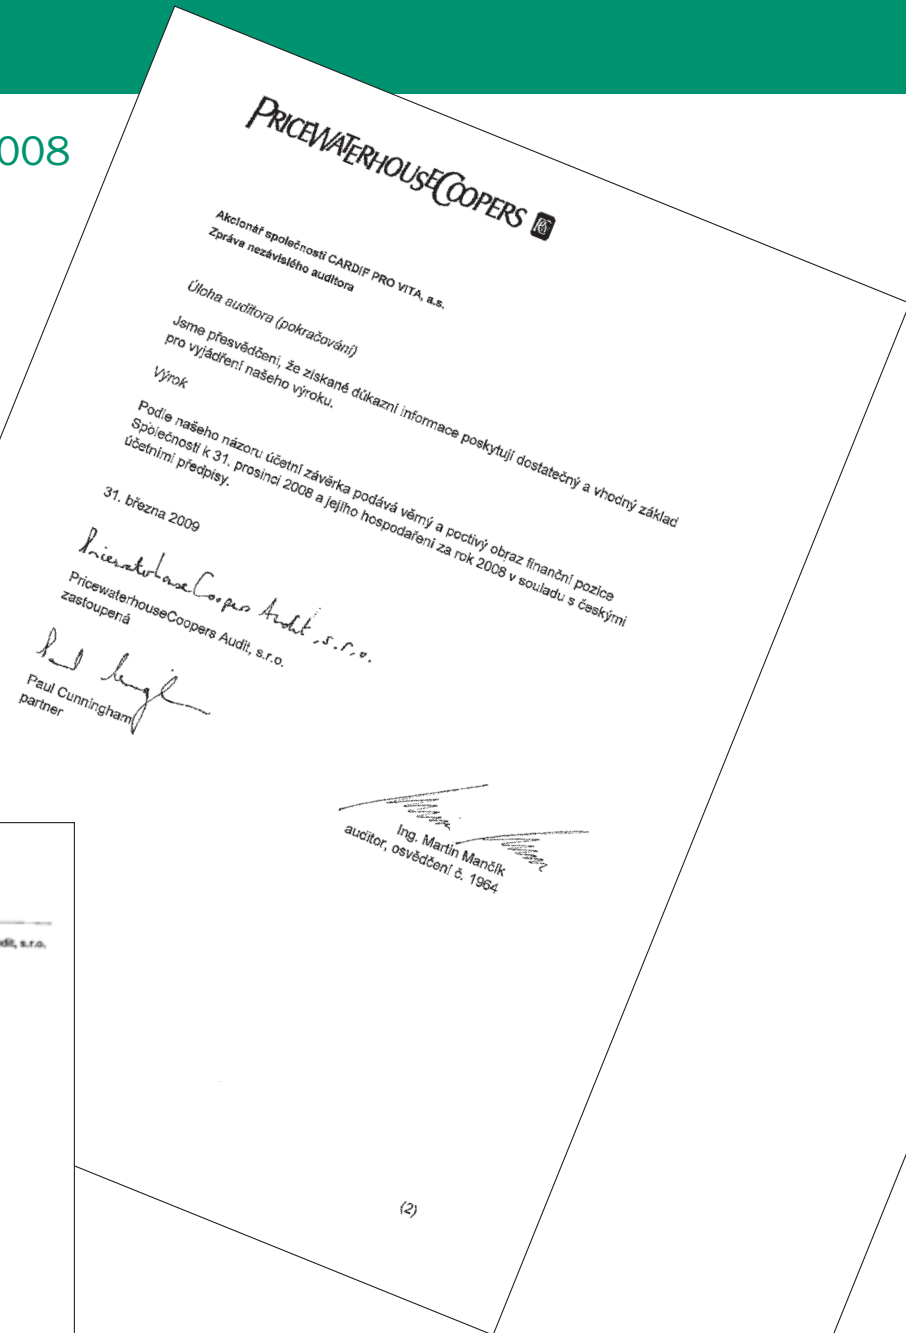 008
PRICEWATERHOUSECOOPERS
Akcionář společnosti CARDIF PRO VITA, a.s.
Zpráva nezávislého auditora
Úloha auditora (pokračování)
Jsme přesvědčeni, že získané důkazní informace poskytují dostatečný a vhodný základ
pro vyjádření našeho výroku.
Výrok
Podle našeho názoru účetní závěrka podává věrný a poctivý obraz finanční pozice
Společnosti k 31. prosinci 2008 a jejího hospodaření za rok 2008 v souladu s českými
účetními předpisy.
31. března 2009
PricewaterhouseCoopers Audit, s.r.o.
PricewaterhouseCoopers Audit, s.r.o.
zastoupená
Paul Cunningham
partner
Ing. Martin Mančík
auditor, osvědčení č. 1964
dit, s.r.o.
(2)